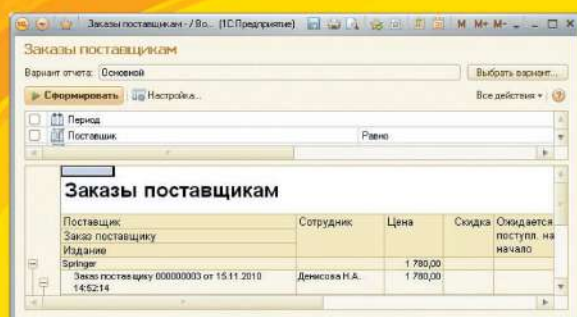 Заказы поставщикам - / Во... (1С:Предприятие) M M+ M-
Заказы поставщикам
Вариант отчета: Основной Выбрать вариант...
Сформировать Настройка... Все действия
Период
Поставщик Равно
Заказы поставщикам
Поставщик Сотрудник Цена Скидка Ожидается
Заказ поставщику поступл. на
Издание начало
Springer 1 780,00
Заказ поставщику 000000003 от 15.11.2010 Денисова Н.А. 1 780,00
14:52:14